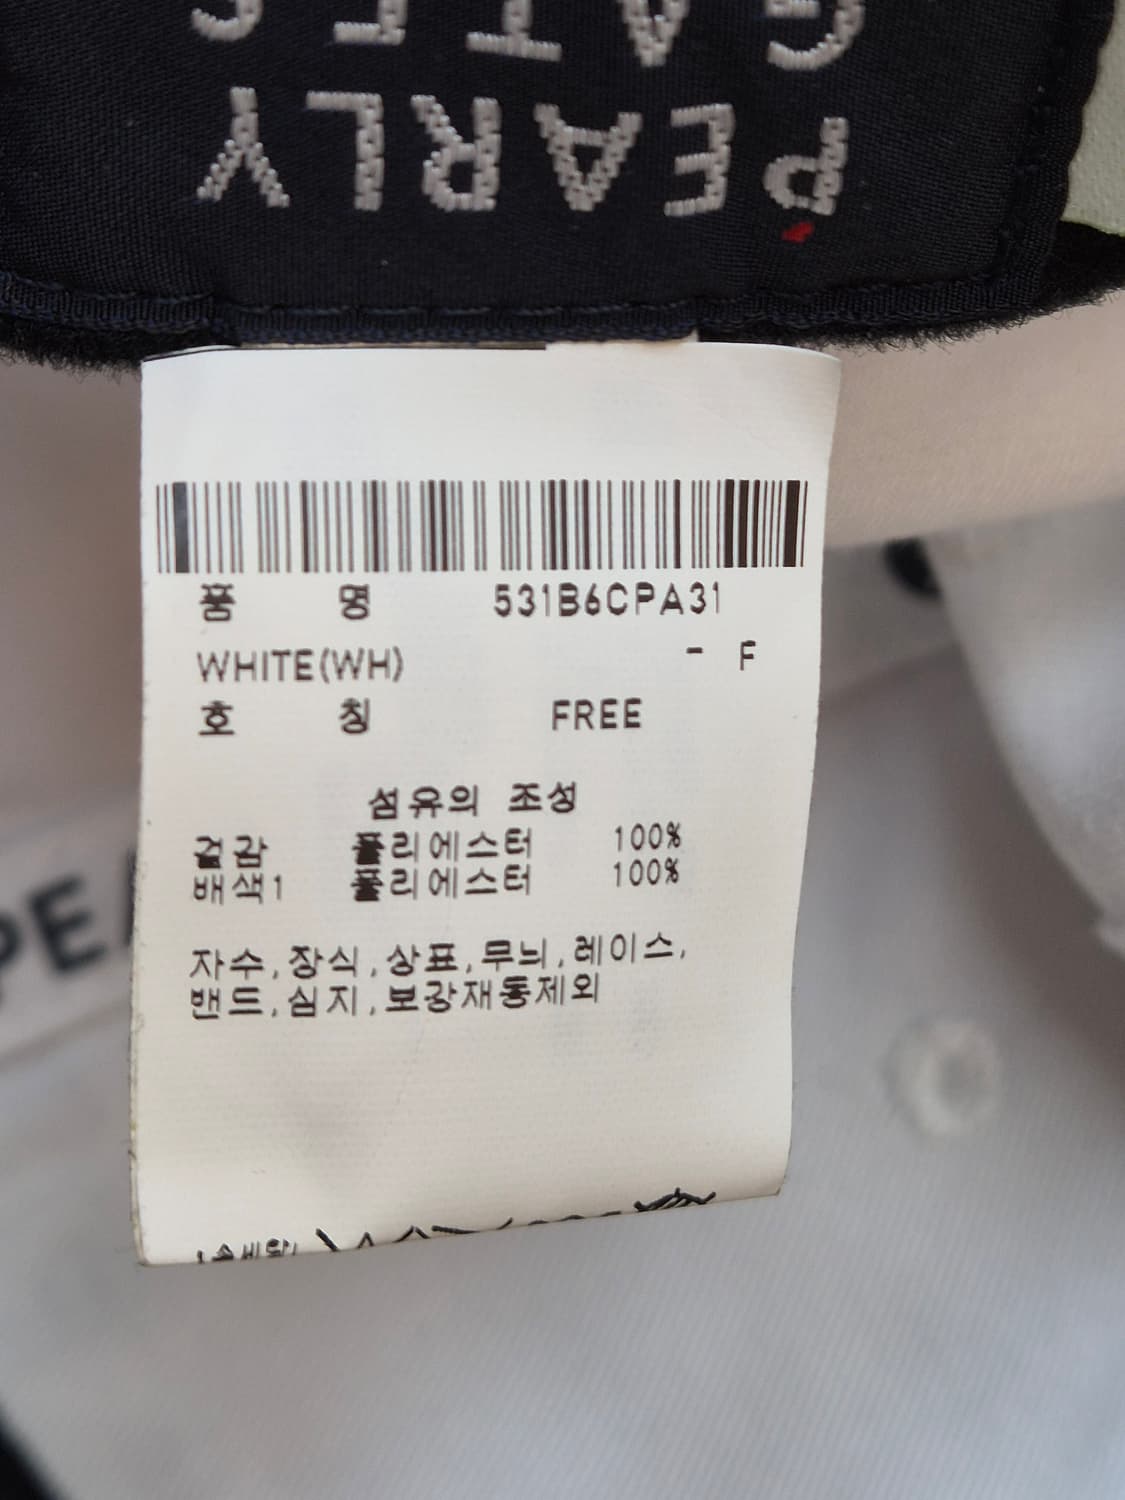 PEARLY
GATES
품 명 531B6CPA31
WHITE(WH) - F
호 칭 FREE
섬유의 조성
겉감 폴리에스터 100%
배색1 폴리에스터 100%
자수,장식,상표,무늬,레이스,
밴드,심지,보강재등제외
PE